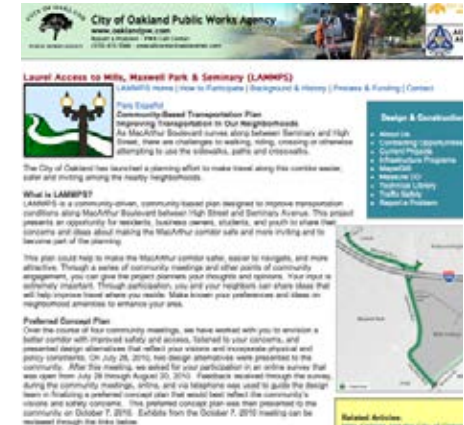 City of Oakland Public Works Agency
www.oaklandpw.com
Laurel Access to Mills, Maxwell Park & Seminary (LAMMPS)
LAMMPS Home | How to Participate | Background & History | Process & Funding | Contact
Para Español
Community-Based Transportation Plan
Improving Transportation In Our Neighborhoods
As MacArthur Boulevard curves along between Seminary and High
Street, there are challenges to walking, riding, crossing or otherwise
attempting to use the sidewalks, paths and crosswalks.
The City of Oakland has launched a planning effort to make travel along this corridor easier,
safer and inviting among the nearby neighborhoods.
What is LAMMPS?
LAMMPS is a community-driven, community-based plan designed to improve transportation
conditions along MacArthur Boulevard between High Street and Seminary Avenue. This project
presents an opportunity for residents, business owners, students, and youth to share their
concerns and ideas about making the MacArthur corridor safe and more inviting and to
become part of the planning.
This plan could help to make the MacArthur corridor safer, easier to navigate, and more
attractive. Through a series of community meetings and other points of community
engagement, you can give the project planners your thoughts and opinions. Your input is
extremely important. Through participation, you and your neighbors can share ideas that
will help improve travel where you reside. Make known your preferences and ideas on
neighborhood amenities to enhance your area.
Preferred Concept Plan
Over the course of four community meetings, we have worked with you to envision a
better corridor with improved safety and access, listened to your concerns, and
presented design alternatives that reflect your visions and incorporate physical and
policy constraints. On July 28, 2010, two design alternatives were presented to the
community. After this meeting, we asked for your participation in an online survey that
was open from July 28 through August 20, 2010. Feedback received through the survey,
during the community meetings, online, and via telephone was used to guide the design
team in finalizing a preferred concept plan that would best reflect the community's
visions and safety concerns. This preferred concept plan was then presented to the
community on October 7, 2010. Exhibits from the October 7, 2010 meeting can be
reviewed through the links below.
Design & Construction
About Us
Contracting Opportunities
Current Projects
Infrastructure Programs
Maps/GIS
Measure DD
Technical Library
Traffic Safety
Report a Problem
Related Articles: